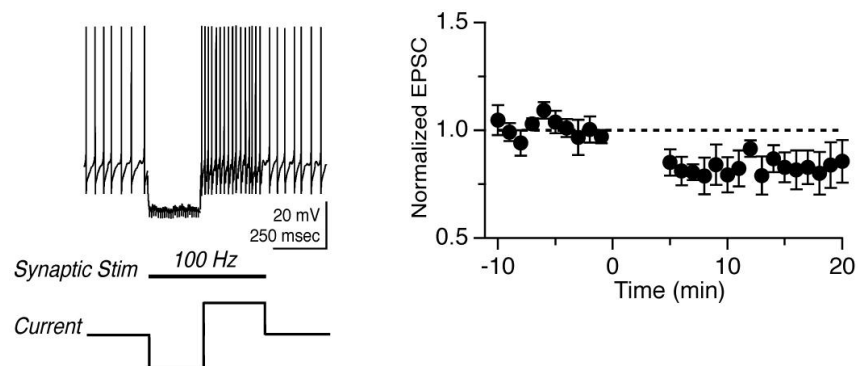 20 mV
250 msec
Synaptic Stim
100 Hz
Current
Normalized EPSC
1.5
1.0
0.5
-10
0
10
20
Time (min)